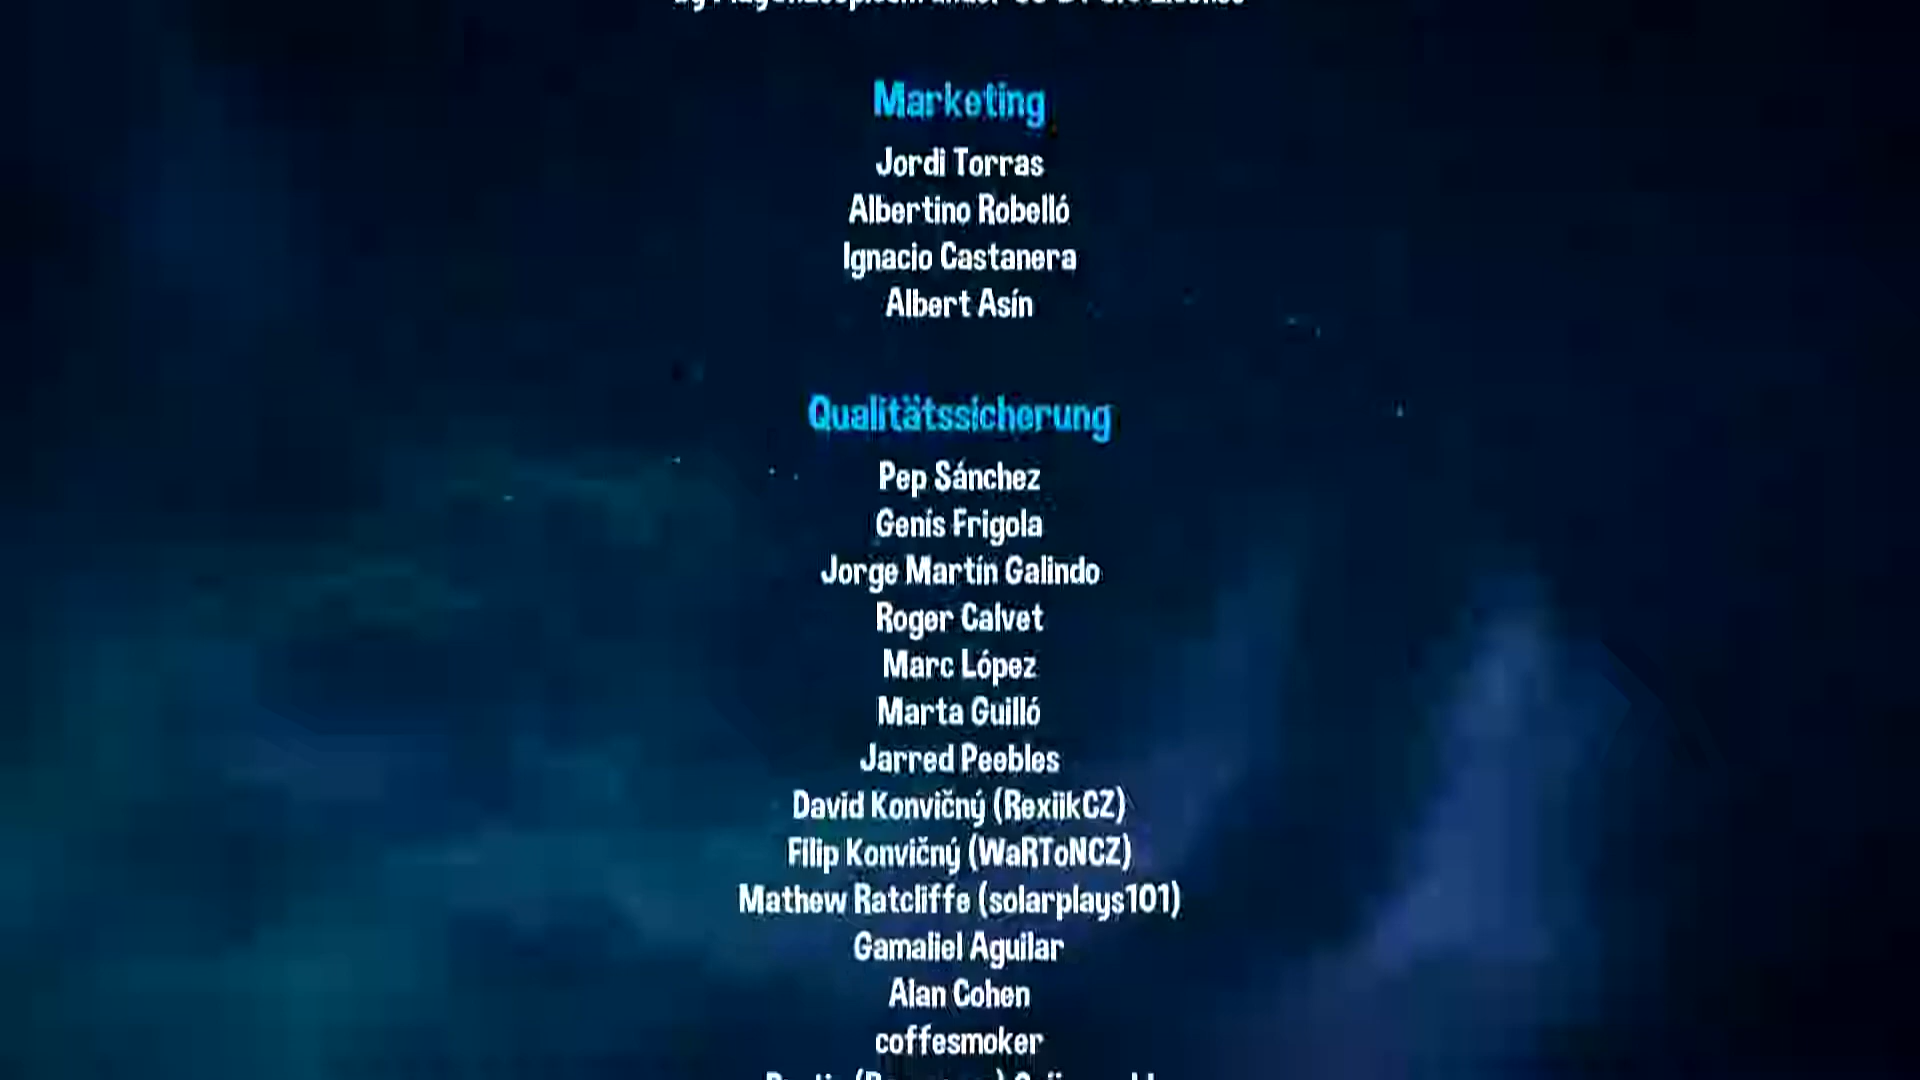 Marketing
Jordi Torras
Albertino Robelló
Ignacio Castanera
Albert Asín
Qualitätssicherung
Pep Sánchez
Genís Frigola
Jorge Martín Galindo
Roger Calvet
Marc López
Marta Guilló
Jarred Peebles
David Konvičný (RexiikCZ)
Filip Konvičný (WaRToNCZ)
Mathew Ratcliffe (solarplays101)
Gamaliel Aguilar
Alan Cohen
coffesmoker